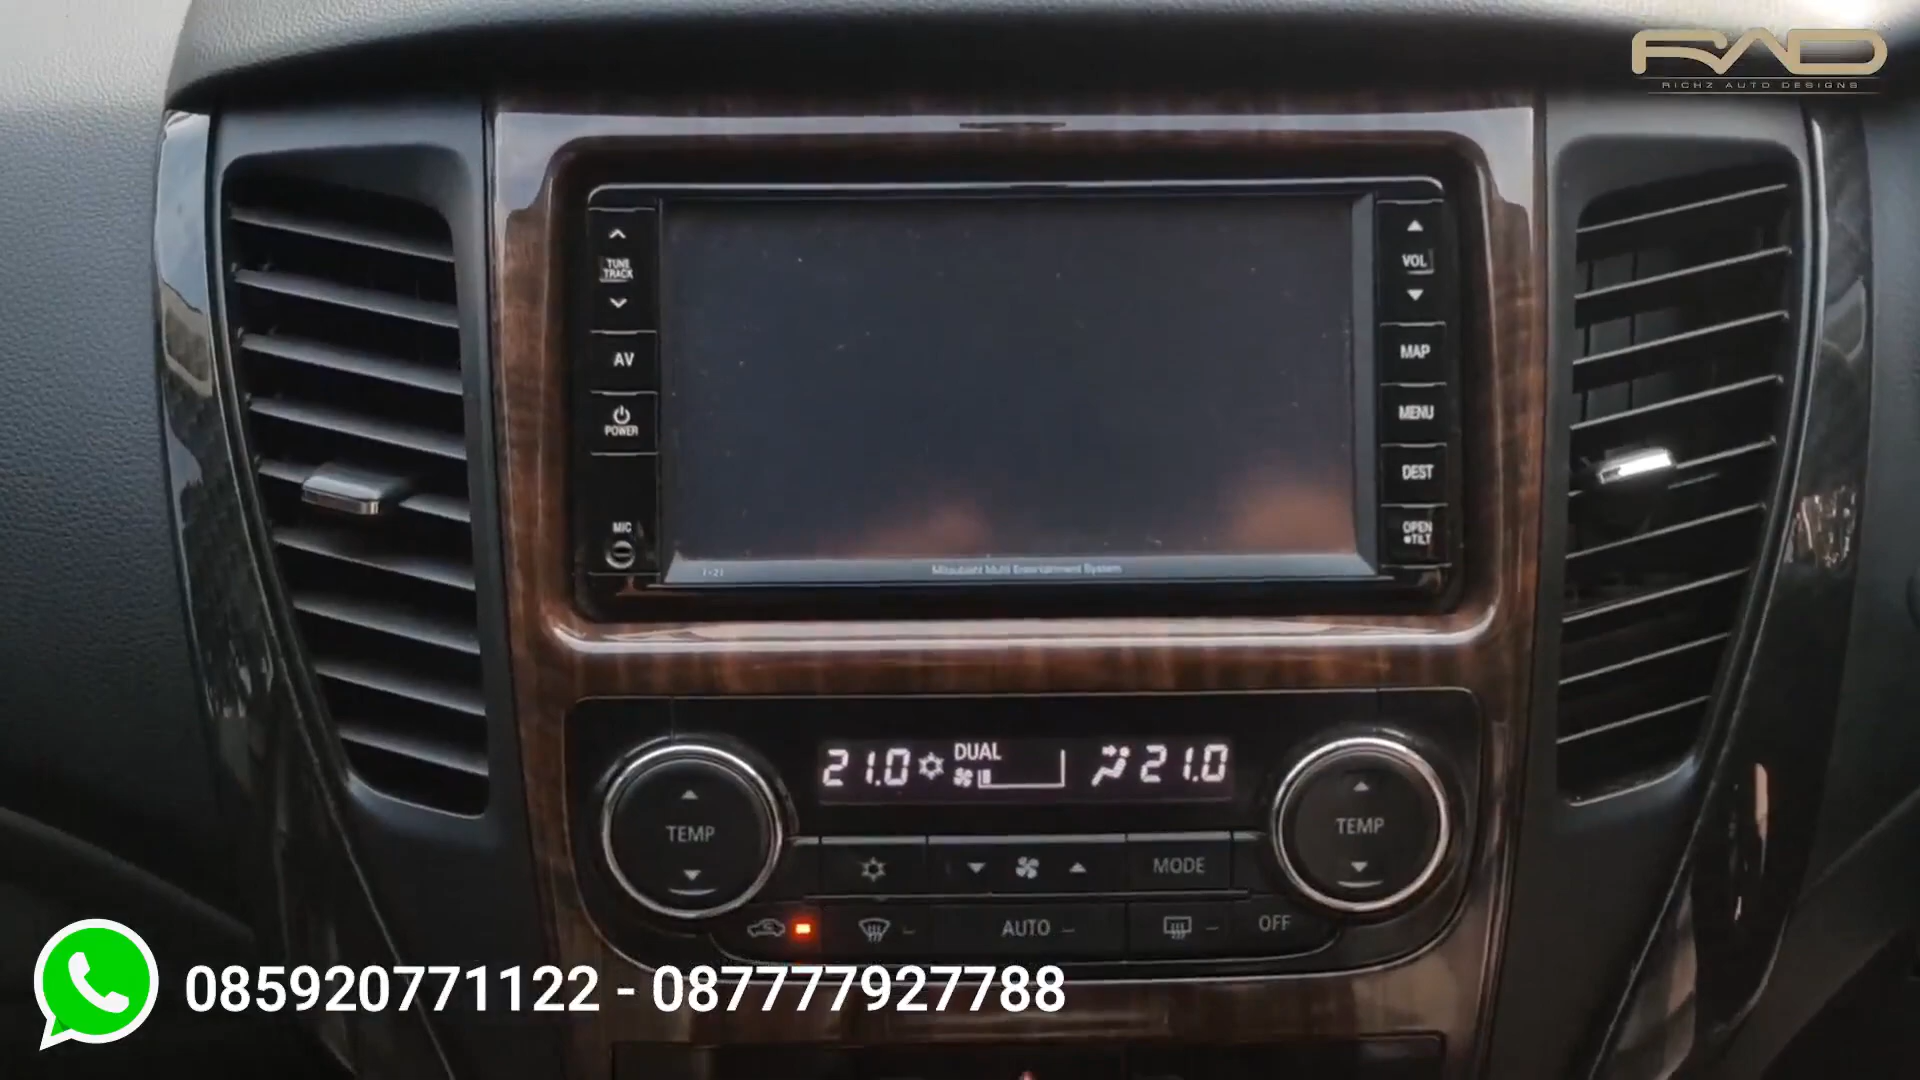 RAD
RICHZ AUTO DESIGNS
TUNE
TRACK
VOL
AV
MAP
POWER
MENU
DEST
MIC
OPEN
TILT
Mitsubishi Multi Entertainment System
21.0 DUAL 21.0
TEMP
TEMP
MODE
AUTO
OFF
085920771122 - 087777927788